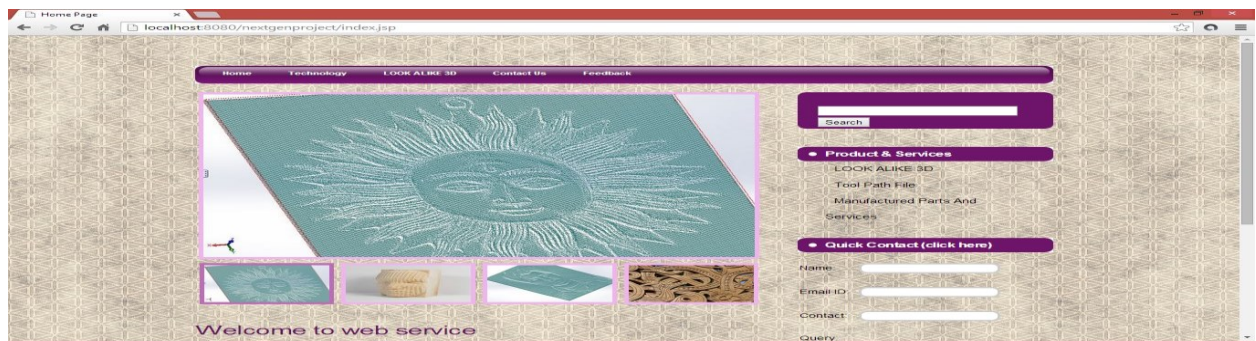 Home Page
localhost:8080/nextgenproject/index.jsp
Home Technology LOOK ALIKE 3D Contact Us Feedback
Search
Product & Services
LOOK ALIKE 3D
Tool Path File
Manufactured Parts And
Services
Quick Contact (click here)
Name
Email ID
Contact
Query
Welcome to web service